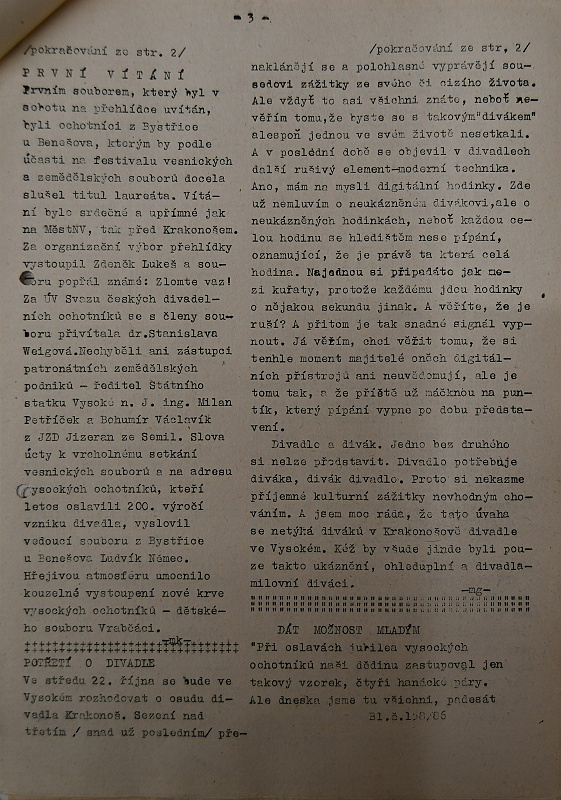 - 3 -
/pokračování ze str. 2/
P R V N Í   V Í T Á N Í
Prvním souborem, který byl v
sobotu na přehlídce uvítán,
byli ochotníci z Bystřice
u Benešova, kterým by podle
účasti na festivalu vesnických
a zemědělských souborů docela
slušel titul laureáta. Vítá-
ní bylo srdečné a upřímné jak
na MěstNV, tak před Krakonošem.
Za organizační výbor přehlídky
vystoupil Zdeněk Lukeš a sou-
boru popřál známé: Zlomte vaz!
Za ÚV Svazu českých divadel-
ních ochotníků se s členy sou-
boru přivítala dr.Stanislava
Weigová.Nechyběli ani zástupci
patronátních zemědělských
podniků - ředitel Státního
statku Vysoké n. J. ing. Milan
Petříček a Bohumír Václavík
z JZD Jizeran ze Semil. Slova
úcty k vrcholnému setkání
vesnických souborů a na adresu
vysockých ochotníků, kteří
letos oslavili 200. výročí
vzniku divadla, vyslovil
vedoucí souboru z Bystřice
u Benešova Ludvík Němec.
Hřejivou atmosféru umocnilo
kouzelné vystoupení nové krve
vysockých ochotníků - dětské-
ho souboru Vrabčáci.
-mk-
POTŘETÍ O DIVADLE
Ve středu 22. října se bude ve
Vysokém rozhodovat o osudu di-
vadla Krakonoš. Sezení nad
třetím / snad už posledním/ pře-
/pokračování ze str, 2/
naklánějí se a polohlasně vyprávějí sou-
sedovi zážitky ze svého či cizího života.
Ale vždyť to asi všichni znáte, neboť ne-
věřím tomu,že byste se s takovým"divákem"
alespoň jednou ve svém životě nesetkali.
A v poslední době se objevil v divadlech
další rušivý element-moderní technika.
Ano, mám na mysli digitální hodinky. Zde
už nemluvím o neukázněném divákovi,ale o
neukázněných hodinkách, neboť každou ce-
lou hodinu se hledištěm nese pípání,
oznamující, že je právě ta která celá
hodina. Najednou si připadáte jak me-
zi kuřaty, protože každému jdou hodinky
o nějakou sekundu jinak. A věříte, že je
ruší? A přitom je tak snadné signál vyp-
nout. Já věřím, chci věřit tomu, že si
tenhle moment majitelé oněch digitál-
ních přístrojů ani neuvědomují, ale je
tomu tak, a že příště už máčknou na pun-
tík, který pípání vypne po dobu předsta-
vení.
Divadlo a divák. Jedno bez druhého
si nelze představit. Divadlo potřebuje
diváka, divák divadlo. Proto si nekazme
příjemné kulturní zážitky nevhodným cho-
váním. A jsem moc ráda, že tato úvaha
se netýká diváků v Krakonošově divadle
ve Vysokém. Kéž by všude jinde byli pou-
ze takto ukáznění, ohleduplní a divadla-
milovní diváci.
-mg-
DÁT MOŽNOST MLADÝM
"Při oslavách jubilea vysockých
ochotníků naši dědinu zastupoval jen
takový vzorek, čtyři hanácké páry.
Ale dneska jsme tu všichni, padesát
Bl.č.158/86